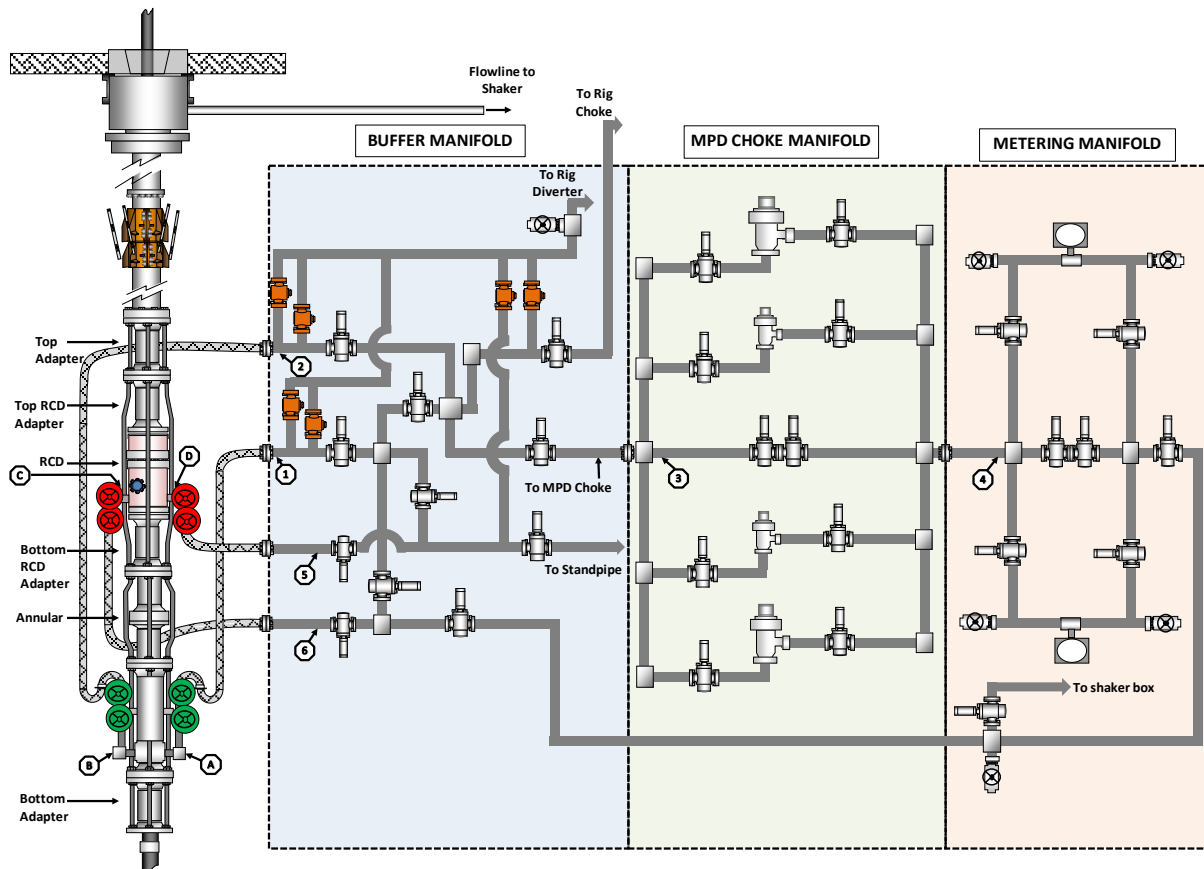 Flowline to
Shaker
To Rig
Choke
BUFFER MANIFOLD
MPD CHOKE MANIFOLD
METERING MANIFOLD
To Rig
Diverter
Top
Adapter
2
Top RCD
Adapter
RCD
C
D
1
To MPD Choke
3
4
Bottom
RCD
Adapter
5
To Standpipe
Annular
6
To shaker box
B
A
Bottom
Adapter